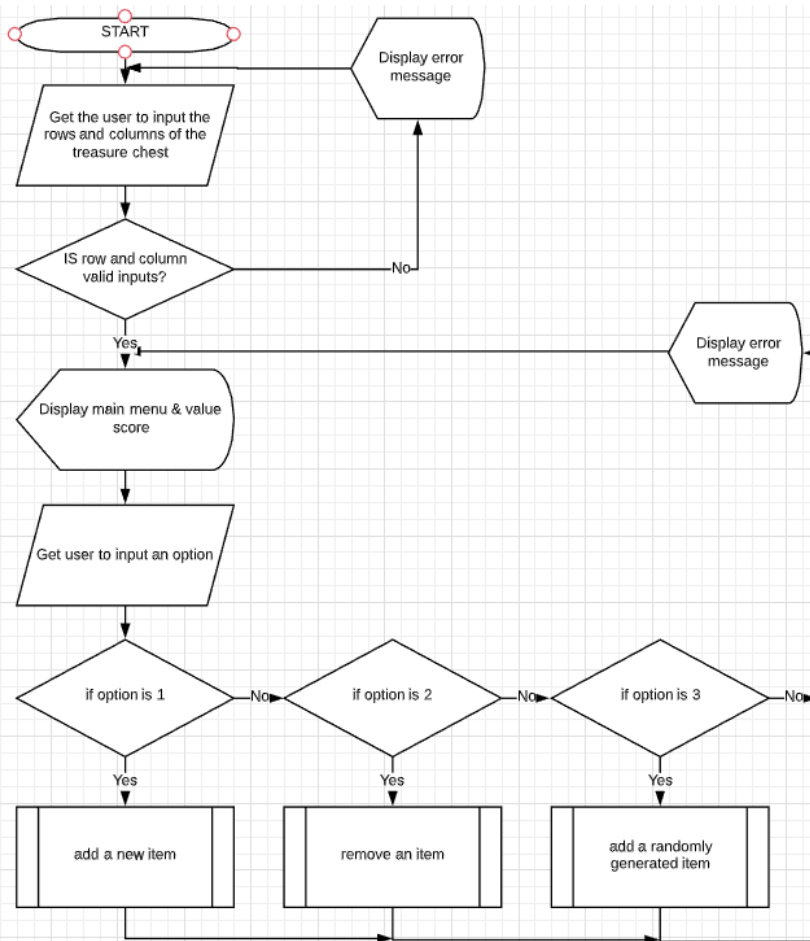 START
Display error
message
Get the user to input the
rows and columns of the
treasure chest
IS row and column
valid inputs?
No
Yes
Display error
message
Display main menu & value
score
Get user to input an option
if option is 1
No
if option is 2
No
if option is 3
No
Yes
Yes
Yes
add a new item
remove an item
add a randomly
generated item